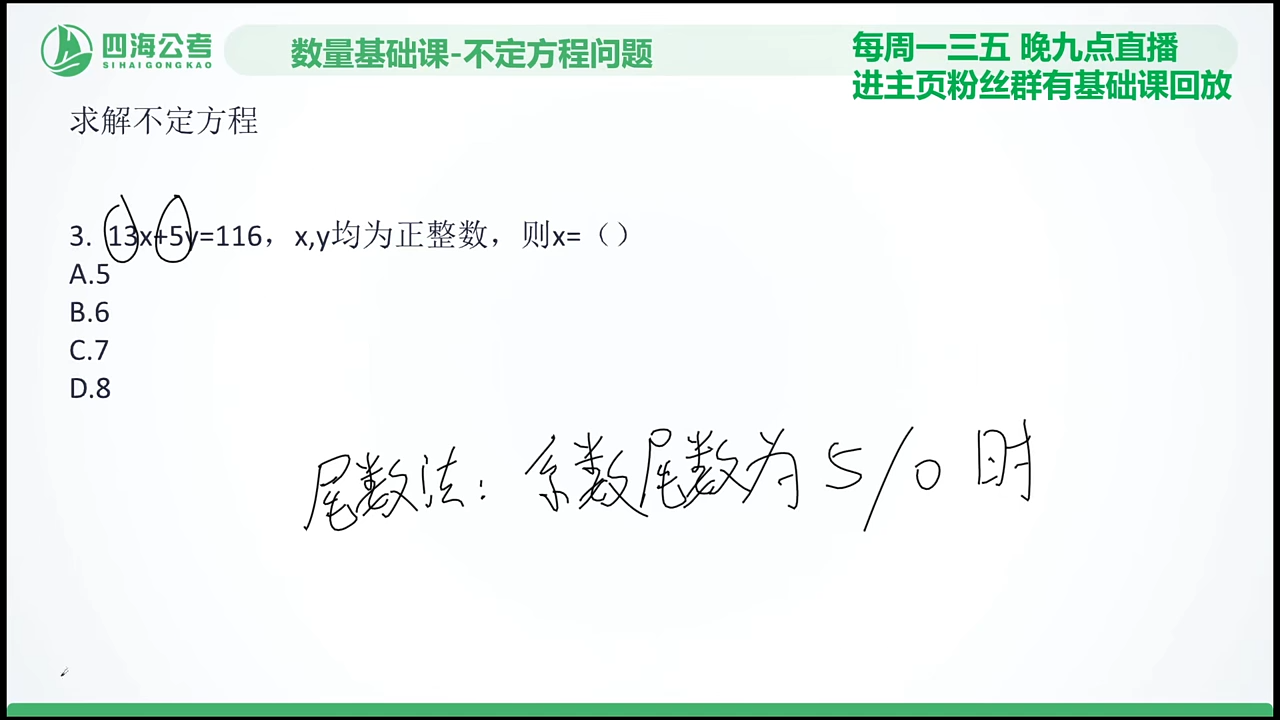 四海公考
SIHAIGONGKAO
数量基础课-不定方程问题
每周一三五 晚九点直播
进主页粉丝群有基础课回放
求解不定方程
3. 13x+5y=116，x,y均为正整数，则x=（）
A.5
B.6
C.7
D.8
尾数法：系数尾数为5/0时